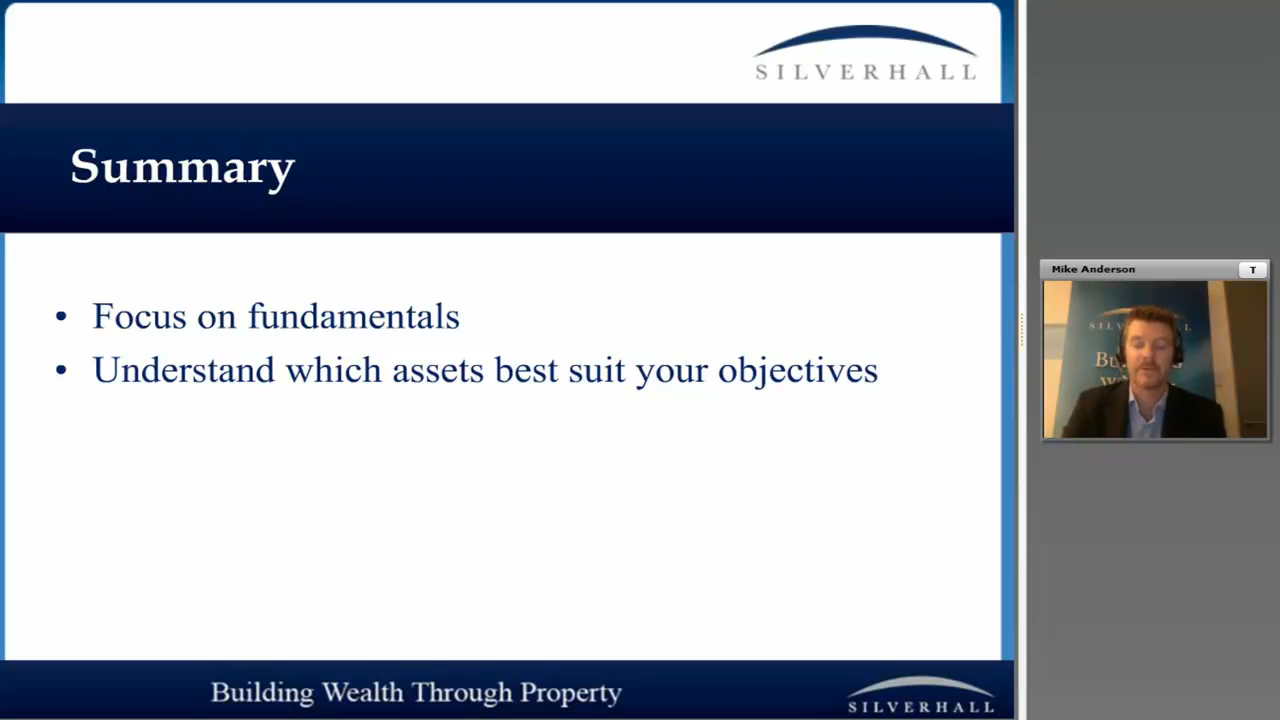 SILVERHALL
Summary
• Focus on fundamentals
• Understand which assets best suit your objectives
Building Wealth Through Property
SILVERHALL
Mike Anderson
T